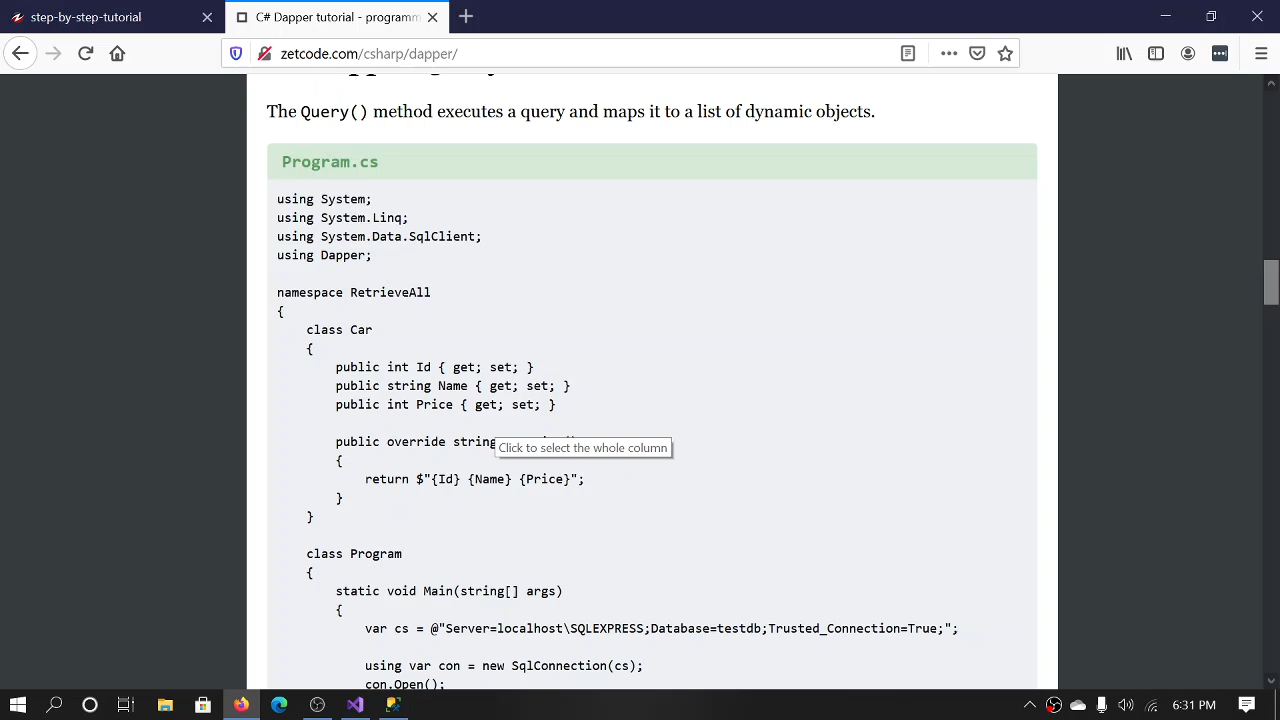 step-by-step-tutorial
C# Dapper tutorial - programm
zetcode.com/csharp/dapper/
The Query() method executes a query and maps it to a list of dynamic objects.
Program.cs
using System;
using System.Linq;
using System.Data.SqlClient;
using Dapper;
namespace RetrieveAll
{
class Car
{
public int Id { get; set; }
public string Name { get; set; }
public int Price { get; set; }
public override string
Click to select the whole column
{
return $"{Id} {Name} {Price}";
}
}
class Program
{
static void Main(string[] args)
{
var cs = @"Server=localhost\SQLEXPRESS;Database=testdb;Trusted_Connection=True;";
using var con = new SqlConnection(cs);
con.Open();
6:31 PM